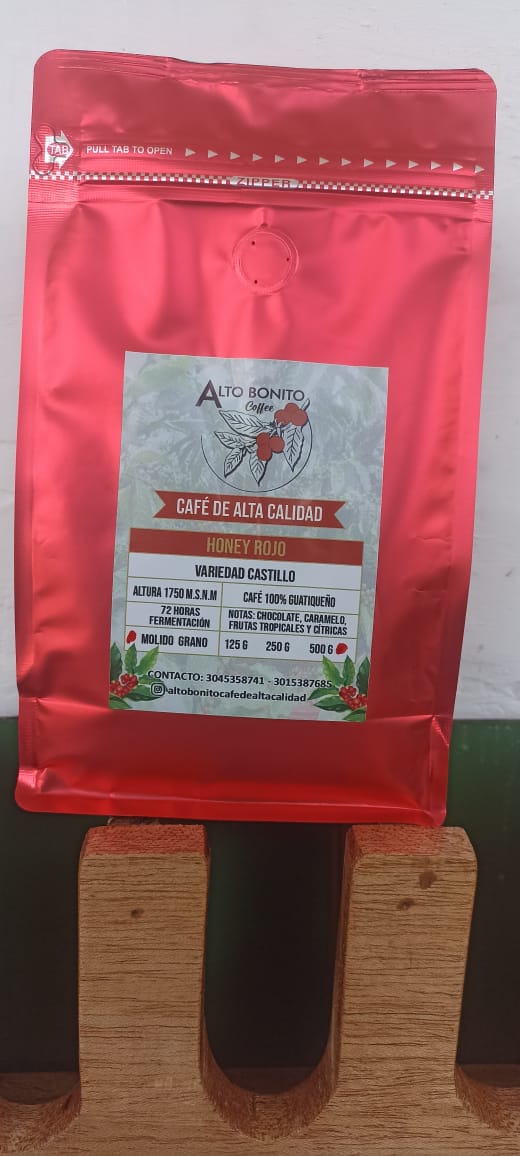 TAB
PULL TAB TO OPEN
ZIPPER
ALTO BONITO
Coffee
CAFÉ DE ALTA CALIDAD
HONEY ROJO
VARIEDAD CASTILLO
ALTURA 1750 M.S.N.M
CAFÉ 100% GUATIQUEÑO
72 HORAS
FERMENTACIÓN
NOTAS: CHOCOLATE, CARAMELO,
FRUTAS TROPICALES Y CÍTRICAS
MOLIDO GRANO
125 G 250 G 500 G
CONTACTO: 3045358741 - 3015387685
altobonitocafedealtacalidad